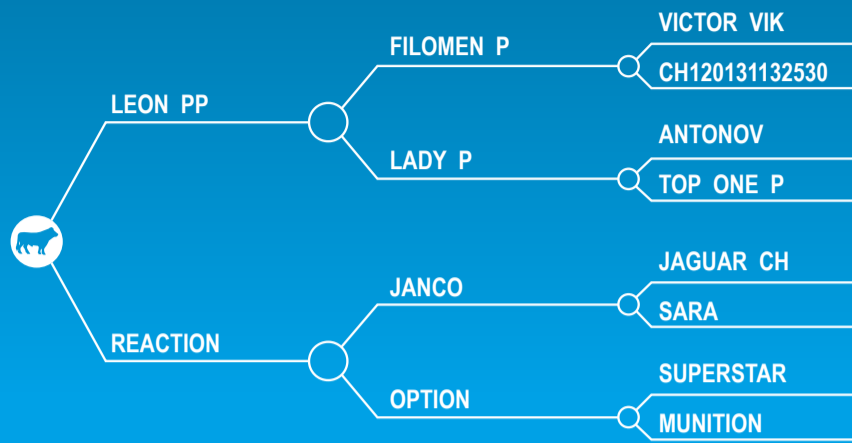 VICTOR VIK
FILOMEN P
CH120131132530
LEON PP
ANTONOV
LADY P
TOP ONE P
JAGUAR CH
JANCO
SARA
REACTION
SUPERSTAR
OPTION
MUNITION